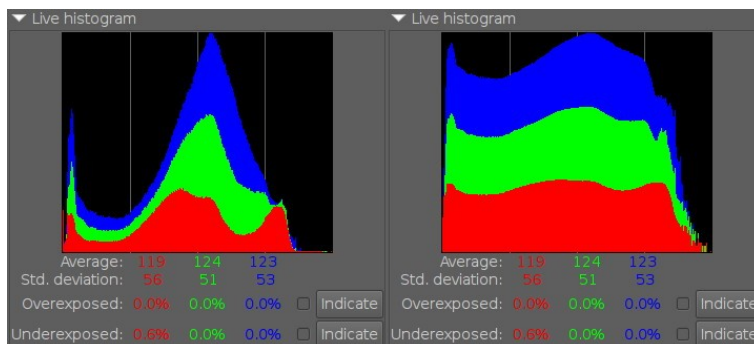 Live histogram
Average: 119 124 123
Std. deviation: 56 51 53
Overexposed: 0.0% 0.0% 0.0% Indicate
Underexposed: 0.6% 0.0% 0.0% Indicate
Live histogram
Average: 119 124 123
Std. deviation: 56 51 53
Overexposed: 0.0% 0.0% 0.0% Indicate
Underexposed: 0.6% 0.0% 0.0% Indicate